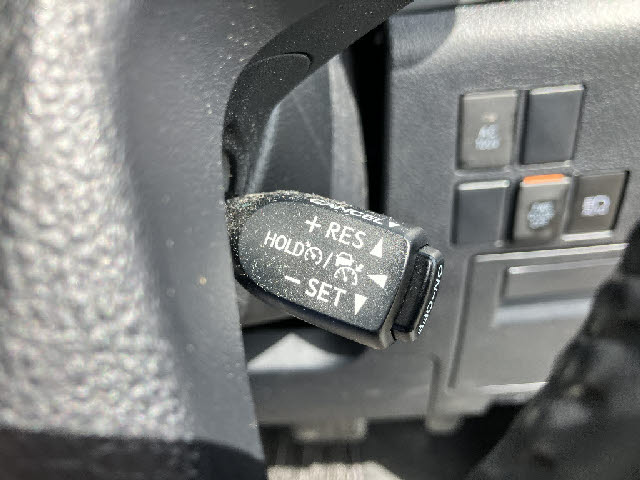 CANCEL
+ RES
HOLD /
– SET
ON-OFF